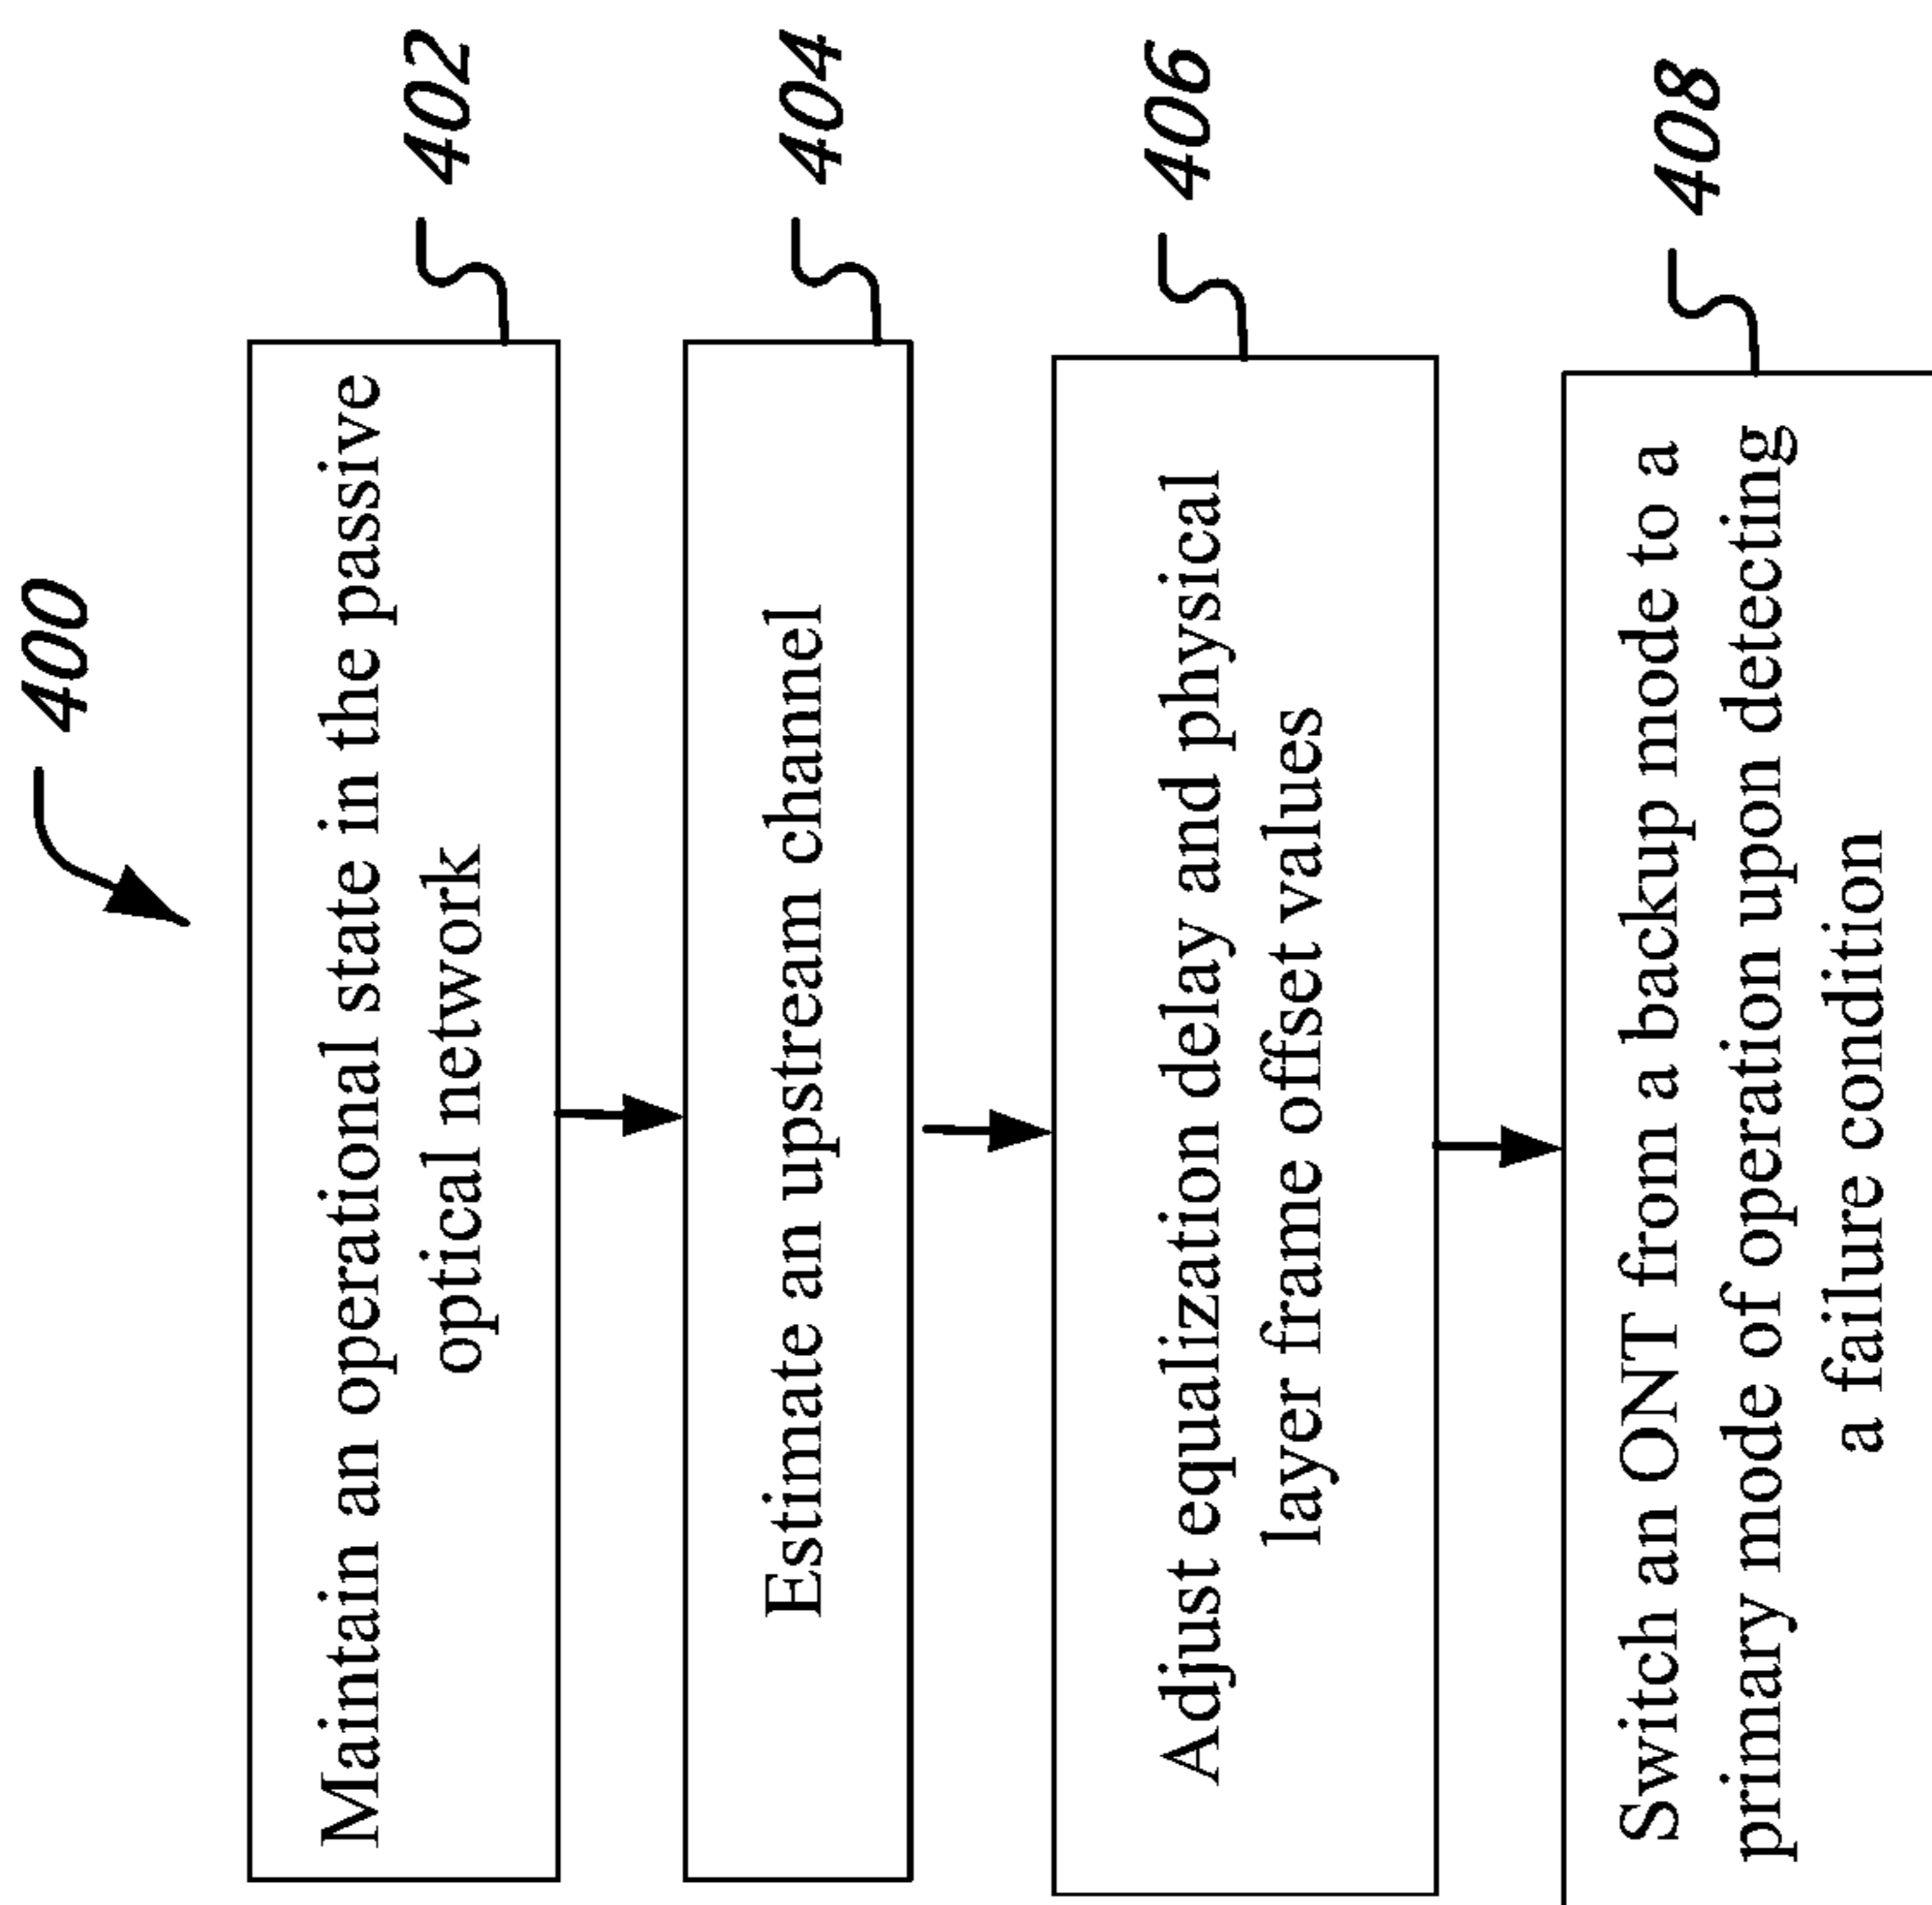 400
Maintain an operational state in the passive
optical network
402
Estimate an upstream channel
404
Adjust equalization delay and physical
layer frame offset values
406
Switch an ONT from a backup mode to a
primary mode of operation upon detecting
a failure condition
408